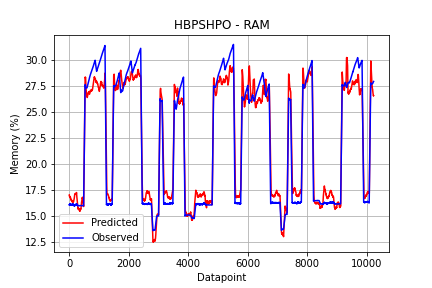 HBPSHPO - RAM
Memory (%)
30.0
27.5
25.0
22.5
20.0
17.5
15.0
12.5
Predicted
Observed
0 2000 4000 6000 8000 10000
Datapoint